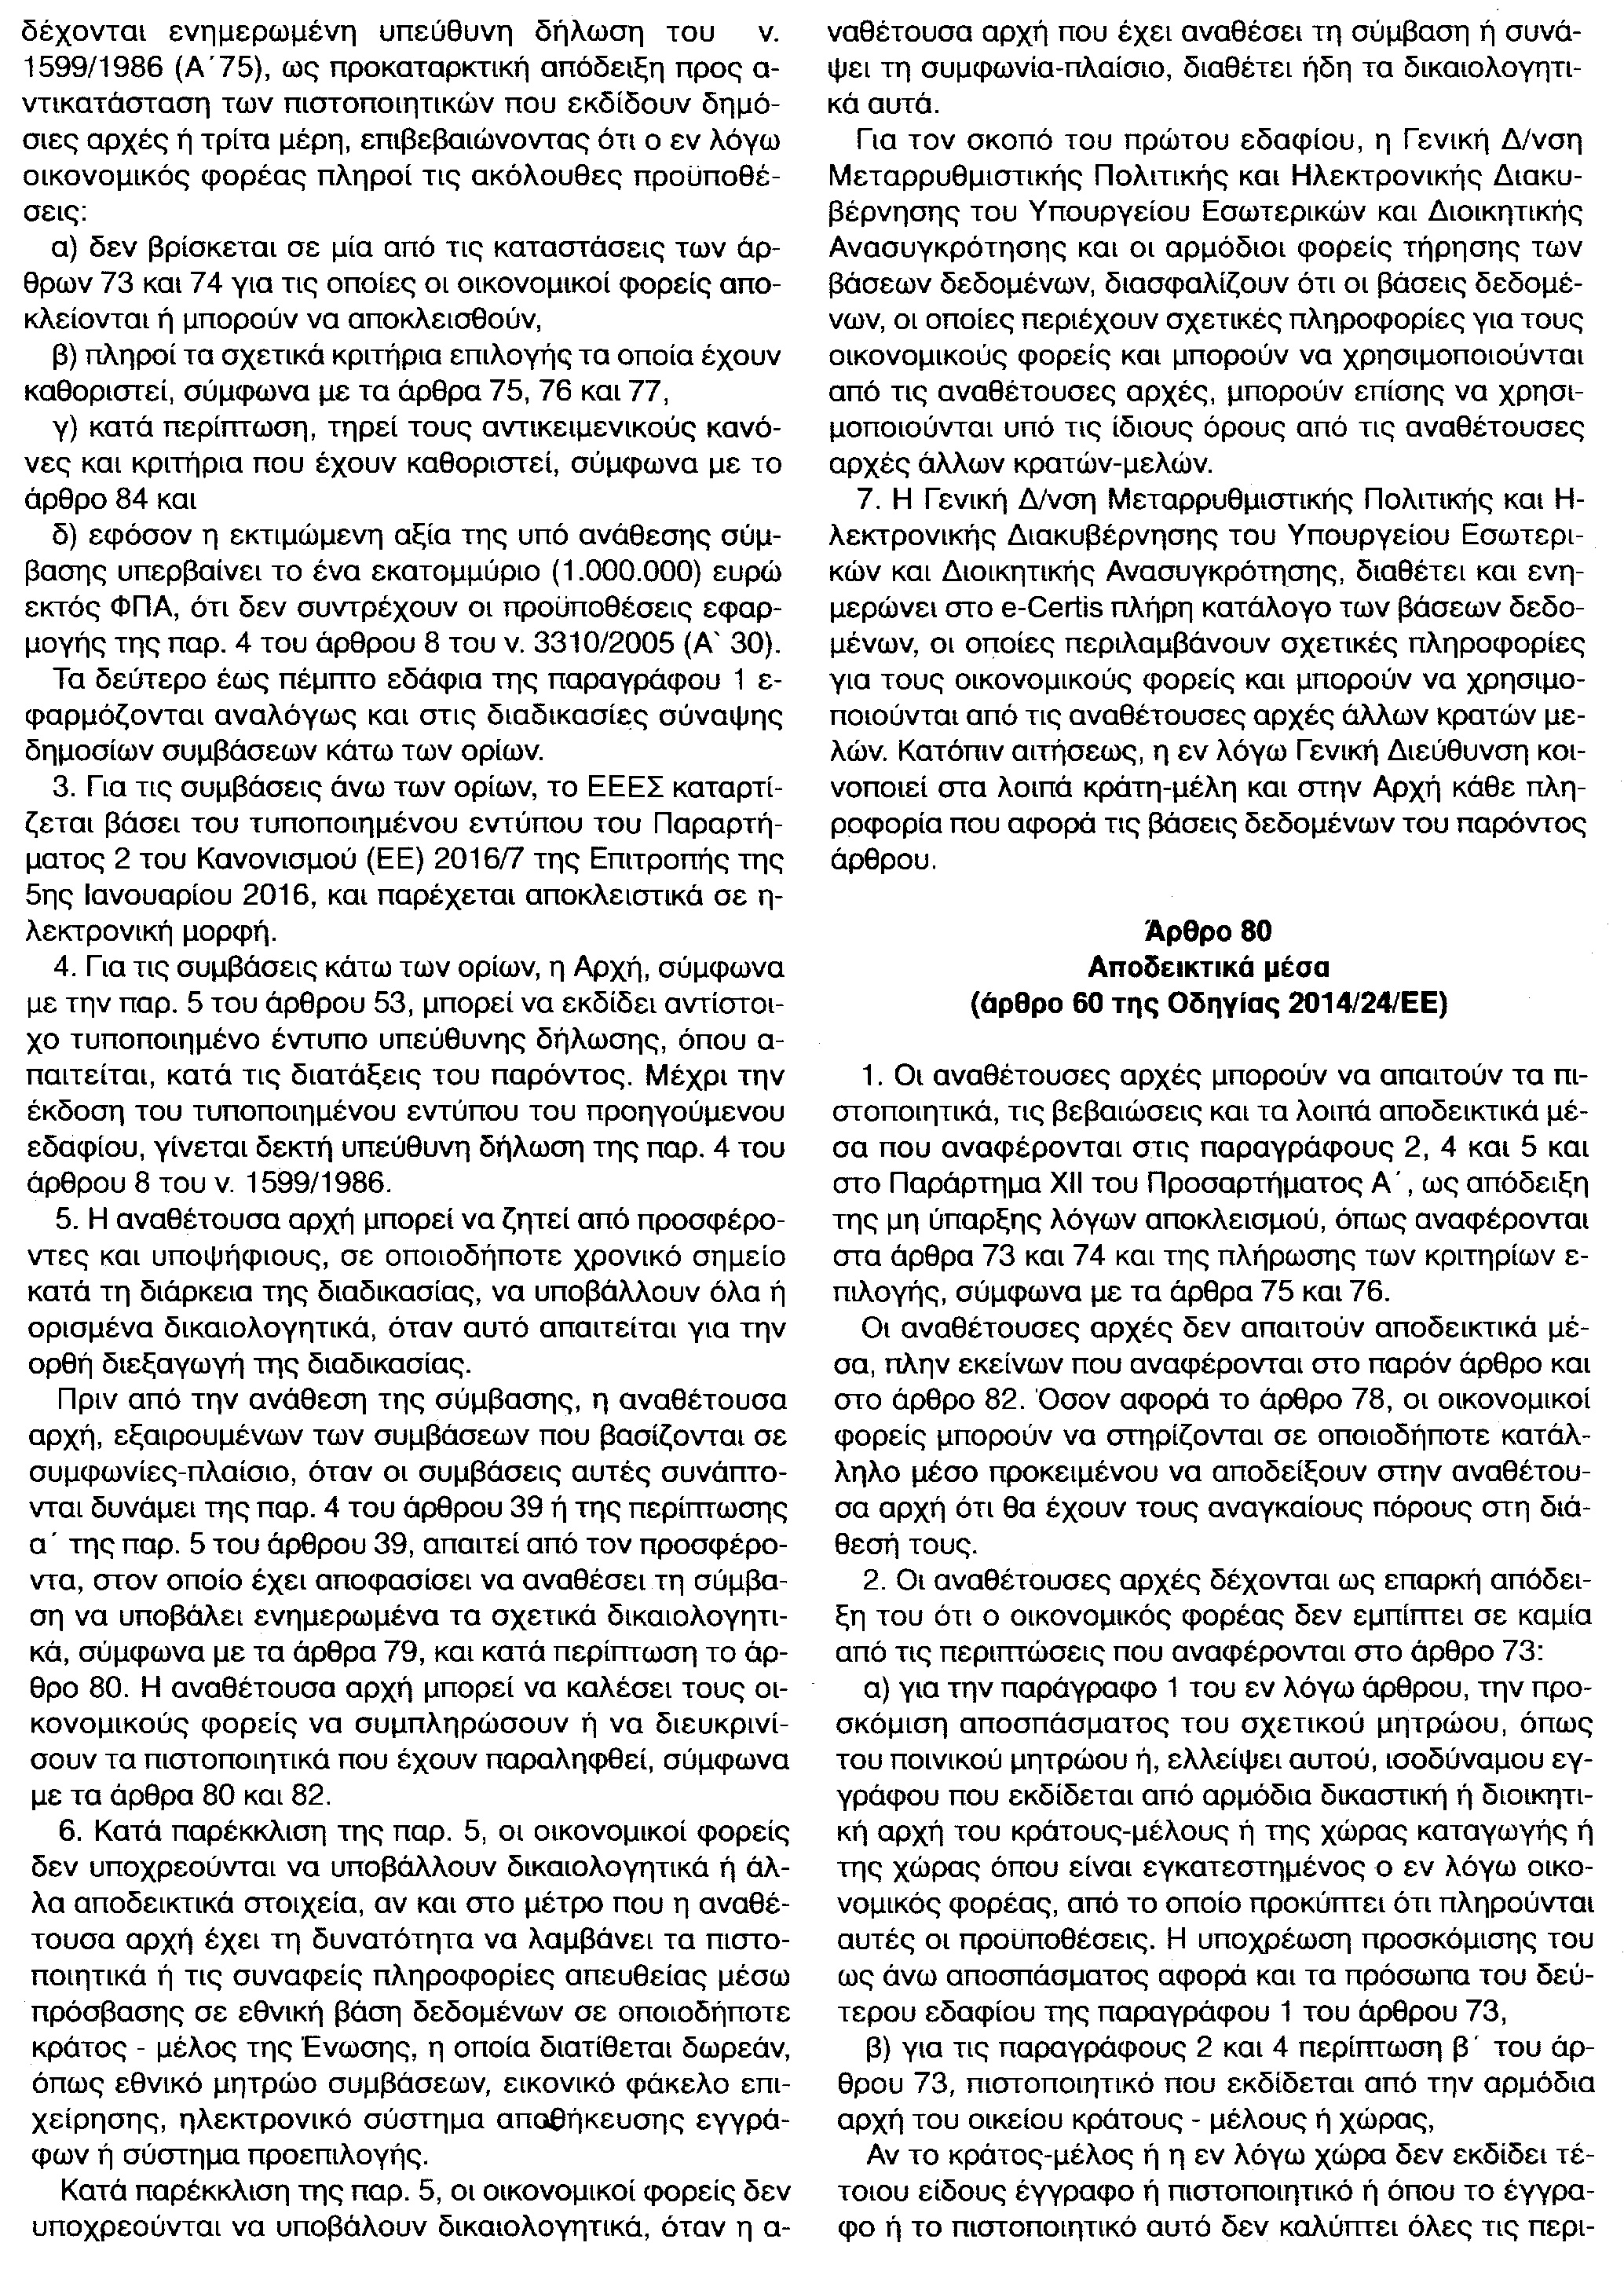 δέχονται ενημερωμένη υπεύθυνη δήλωση του ν.
1599/1986 (Α΄75), ως προκαταρκτική απόδειξη προς α-
ντικατάσταση των πιστοποιητικών που εκδίδουν δημό-
σιες αρχές ή τρίτα μέρη, επιβεβαιώνοντας ότι ο εν λόγω
οικονομικός φορέας πληροί τις ακόλουθες προϋποθέ-
σεις:
α) δεν βρίσκεται σε μία από τις καταστάσεις των άρ-
θρων 73 και 74 για τις οποίες οι οικονομικοί φορείς απο-
κλείονται ή μπορούν να αποκλεισθούν,
β) πληροί τα σχετικά κριτήρια επιλογής τα οποία έχουν
καθοριστεί, σύμφωνα με τα άρθρα 75, 76 και 77,
γ) κατά περίπτωση, τηρεί τους αντικειμενικούς κανό-
νες και κριτήρια που έχουν καθοριστεί, σύμφωνα με το
άρθρο 84 και
δ) εφόσον η εκτιμώμενη αξία της υπό ανάθεσης σύμ-
βασης υπερβαίνει το ένα εκατομμύριο (1.000.000) ευρώ
εκτός ΦΠΑ, ότι δεν συντρέχουν οι προϋποθέσεις εφαρ-
μογής της παρ. 4 του άρθρου 8 του ν. 3310/2005 (Α` 30).
Τα δεύτερο έως πέμπτο εδάφια της παραγράφου 1 ε-
φαρμόζονται αναλόγως και στις διαδικασίες σύναψης
δημοσίων συμβάσεων κάτω των ορίων.
3. Για τις συμβάσεις άνω των ορίων, το ΕΕΕΣ καταρτί-
ζεται βάσει του τυποποιημένου εντύπου του Παραρτή-
ματος 2 του Κανονισμού (ΕΕ) 2016/7 της Επιτροπής της
5ης Ιανουαρίου 2016, και παρέχεται αποκλειστικά σε η-
λεκτρονική μορφή.
4. Για τις συμβάσεις κάτω των ορίων, η Αρχή, σύμφωνα
με την παρ. 5 του άρθρου 53, μπορεί να εκδίδει αντίστοι-
χο τυποποιημένο έντυπο υπεύθυνης δήλωσης, όπου α-
παιτείται, κατά τις διατάξεις του παρόντος. Μέχρι την
έκδοση του τυποποιημένου εντύπου του προηγούμενου
εδαφίου, γίνεται δεκτή υπεύθυνη δήλωση της παρ. 4 του
άρθρου 8 του ν. 1599/1986.
5. Η αναθέτουσα αρχή μπορεί να ζητεί από προσφέρο-
ντες και υποψήφιους, σε οποιοδήποτε χρονικό σημείο
κατά τη διάρκεια της διαδικασίας, να υποβάλλουν όλα ή
ορισμένα δικαιολογητικά, όταν αυτό απαιτείται για την
ορθή διεξαγωγή της διαδικασίας.
Πριν από την ανάθεση της σύμβασης, η αναθέτουσα
αρχή, εξαιρουμένων των συμβάσεων που βασίζονται σε
συμφωνίες-πλαίσιο, όταν οι συμβάσεις αυτές συνάπτο-
νται δυνάμει της παρ. 4 του άρθρου 39 ή της περίπτωσης
α΄ της παρ. 5 του άρθρου 39, απαιτεί από τον προσφέρο-
ντα, στον οποίο έχει αποφασίσει να αναθέσει τη σύμβα-
ση να υποβάλει ενημερωμένα τα σχετικά δικαιολογητι-
κά, σύμφωνα με τα άρθρα 79, και κατά περίπτωση το άρ-
θρο 80. Η αναθέτουσα αρχή μπορεί να καλέσει τους οι-
κονομικούς φορείς να συμπληρώσουν ή να διευκρινί-
σουν τα πιστοποιητικά που έχουν παραληφθεί, σύμφωνα
με τα άρθρα 80 και 82.
6. Κατά παρέκκλιση της παρ. 5, οι οικονομικοί φορείς
δεν υποχρεούνται να υποβάλλουν δικαιολογητικά ή άλ-
λα αποδεικτικά στοιχεία, αν και στο μέτρο που η αναθέ-
τουσα αρχή έχει τη δυνατότητα να λαμβάνει τα πιστο-
ποιητικά ή τις συναφείς πληροφορίες απευθείας μέσω
πρόσβασης σε εθνική βάση δεδομένων σε οποιοδήποτε
κράτος - μέλος της Ένωσης, η οποία διατίθεται δωρεάν,
όπως εθνικό μητρώο συμβάσεων, εικονικό φάκελο επι-
χείρησης, ηλεκτρονικό σύστημα αποθήκευσης εγγρά-
φων ή σύστημα προεπιλογής.
Κατά παρέκκλιση της παρ. 5, οι οικονομικοί φορείς δεν
υποχρεούνται να υποβάλουν δικαιολογητικά, όταν η α-
ναθέτουσα αρχή που έχει αναθέσει τη σύμβαση ή συνά-
ψει τη συμφωνία-πλαίσιο, διαθέτει ήδη τα δικαιολογητι-
κά αυτά.
Για τον σκοπό του πρώτου εδαφίου, η Γενική Δ/νση
Μεταρρυθμιστικής Πολιτικής και Ηλεκτρονικής Διακυ-
βέρνησης του Υπουργείου Εσωτερικών και Διοικητικής
Ανασυγκρότησης και οι αρμόδιοι φορείς τήρησης των
βάσεων δεδομένων, διασφαλίζουν ότι οι βάσεις δεδομέ-
νων, οι οποίες περιέχουν σχετικές πληροφορίες για τους
οικονομικούς φορείς και μπορούν να χρησιμοποιούνται
από τις αναθέτουσες αρχές, μπορούν επίσης να χρησι-
μοποιούνται υπό τις ίδιους όρους από τις αναθέτουσες
αρχές άλλων κρατών-μελών.
7. Η Γενική Δ/νση Μεταρρυθμιστικής Πολιτικής και Η-
λεκτρονικής Διακυβέρνησης του Υπουργείου Εσωτερι-
κών και Διοικητικής Ανασυγκρότησης, διαθέτει και ενη-
μερώνει στο e-Certis πλήρη κατάλογο των βάσεων δεδο-
μένων, οι οποίες περιλαμβάνουν σχετικές πληροφορίες
για τους οικονομικούς φορείς και μπορούν να χρησιμο-
ποιούνται από τις αναθέτουσες αρχές άλλων κρατών με-
λών. Κατόπιν αιτήσεως, η εν λόγω Γενική Διεύθυνση κοι-
νοποιεί στα λοιπά κράτη-μέλη και στην Αρχή κάθε πλη-
ροφορία που αφορά τις βάσεις δεδομένων του παρόντος
άρθρου.
Άρθρο 80
Αποδεικτικά μέσα
(άρθρο 60 της Οδηγίας 2014/24/ΕΕ)
1. Οι αναθέτουσες αρχές μπορούν να απαιτούν τα πι-
στοποιητικά, τις βεβαιώσεις και τα λοιπά αποδεικτικά μέ-
σα που αναφέρονται στις παραγράφους 2, 4 και 5 και
στο Παράρτημα XII του Προσαρτήματος Α΄, ως απόδειξη
της μη ύπαρξης λόγων αποκλεισμού, όπως αναφέρονται
στα άρθρα 73 και 74 και της πλήρωσης των κριτηρίων ε-
πιλογής, σύμφωνα με τα άρθρα 75 και 76.
Οι αναθέτουσες αρχές δεν απαιτούν αποδεικτικά μέ-
σα, πλην εκείνων που αναφέρονται στο παρόν άρθρο και
στο άρθρο 82. Όσον αφορά το άρθρο 78, οι οικονομικοί
φορείς μπορούν να στηρίζονται σε οποιοδήποτε κατάλ-
ληλο μέσο προκειμένου να αποδείξουν στην αναθέτου-
σα αρχή ότι θα έχουν τους αναγκαίους πόρους στη διά-
θεσή τους.
2. Οι αναθέτουσες αρχές δέχονται ως επαρκή απόδει-
ξη του ότι ο οικονομικός φορέας δεν εμπίπτει σε καμία
από τις περιπτώσεις που αναφέρονται στο άρθρο 73:
α) για την παράγραφο 1 του εν λόγω άρθρου, την προ-
σκόμιση αποσπάσματος του σχετικού μητρώου, όπως
του ποινικού μητρώου ή, ελλείψει αυτού, ισοδύναμου εγ-
γράφου που εκδίδεται από αρμόδια δικαστική ή διοικητι-
κή αρχή του κράτους-μέλους ή της χώρας καταγωγής ή
της χώρας όπου είναι εγκατεστημένος ο εν λόγω οικο-
νομικός φορέας, από το οποίο προκύπτει ότι πληρούνται
αυτές οι προϋποθέσεις. Η υποχρέωση προσκόμισης του
ως άνω αποσπάσματος αφορά και τα πρόσωπα του δεύ-
τερου εδαφίου της παραγράφου 1 του άρθρου 73,
β) για τις παραγράφους 2 και 4 περίπτωση β΄ του άρ-
θρου 73, πιστοποιητικό που εκδίδεται από την αρμόδια
αρχή του οικείου κράτους - μέλους ή χώρας,
Αν το κράτος-μέλος ή η εν λόγω χώρα δεν εκδίδει τέ-
τοιου είδους έγγραφο ή πιστοποιητικό ή όπου το έγγρα-
φο ή το πιστοποιητικό αυτό δεν καλύπτει όλες τις περι-